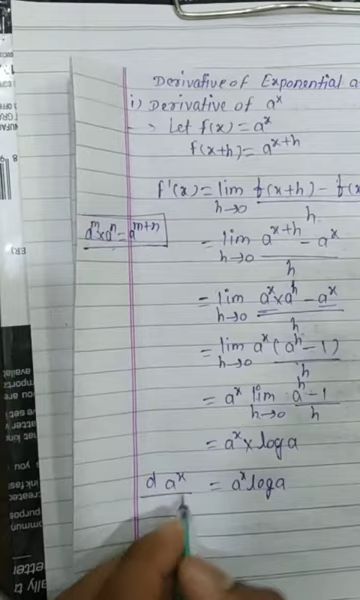 Derivative of Exponential a
i) Derivative of a^x
→ Let f(x) = a^x
f(x+h) = a^(x+h)
f'(x) = lim h→0 f(x+h) - f(x / h
a^m × a^n = a^(m+n)
= lim h→0 a^(x+h) - a^x / h
= lim h→0 a^x × a^h - a^x / h
= lim h→0 a^x (a^h - 1) / h
= a^x lim h→0 a^h - 1 / h
= a^x × log a
d a^x = a^x log a